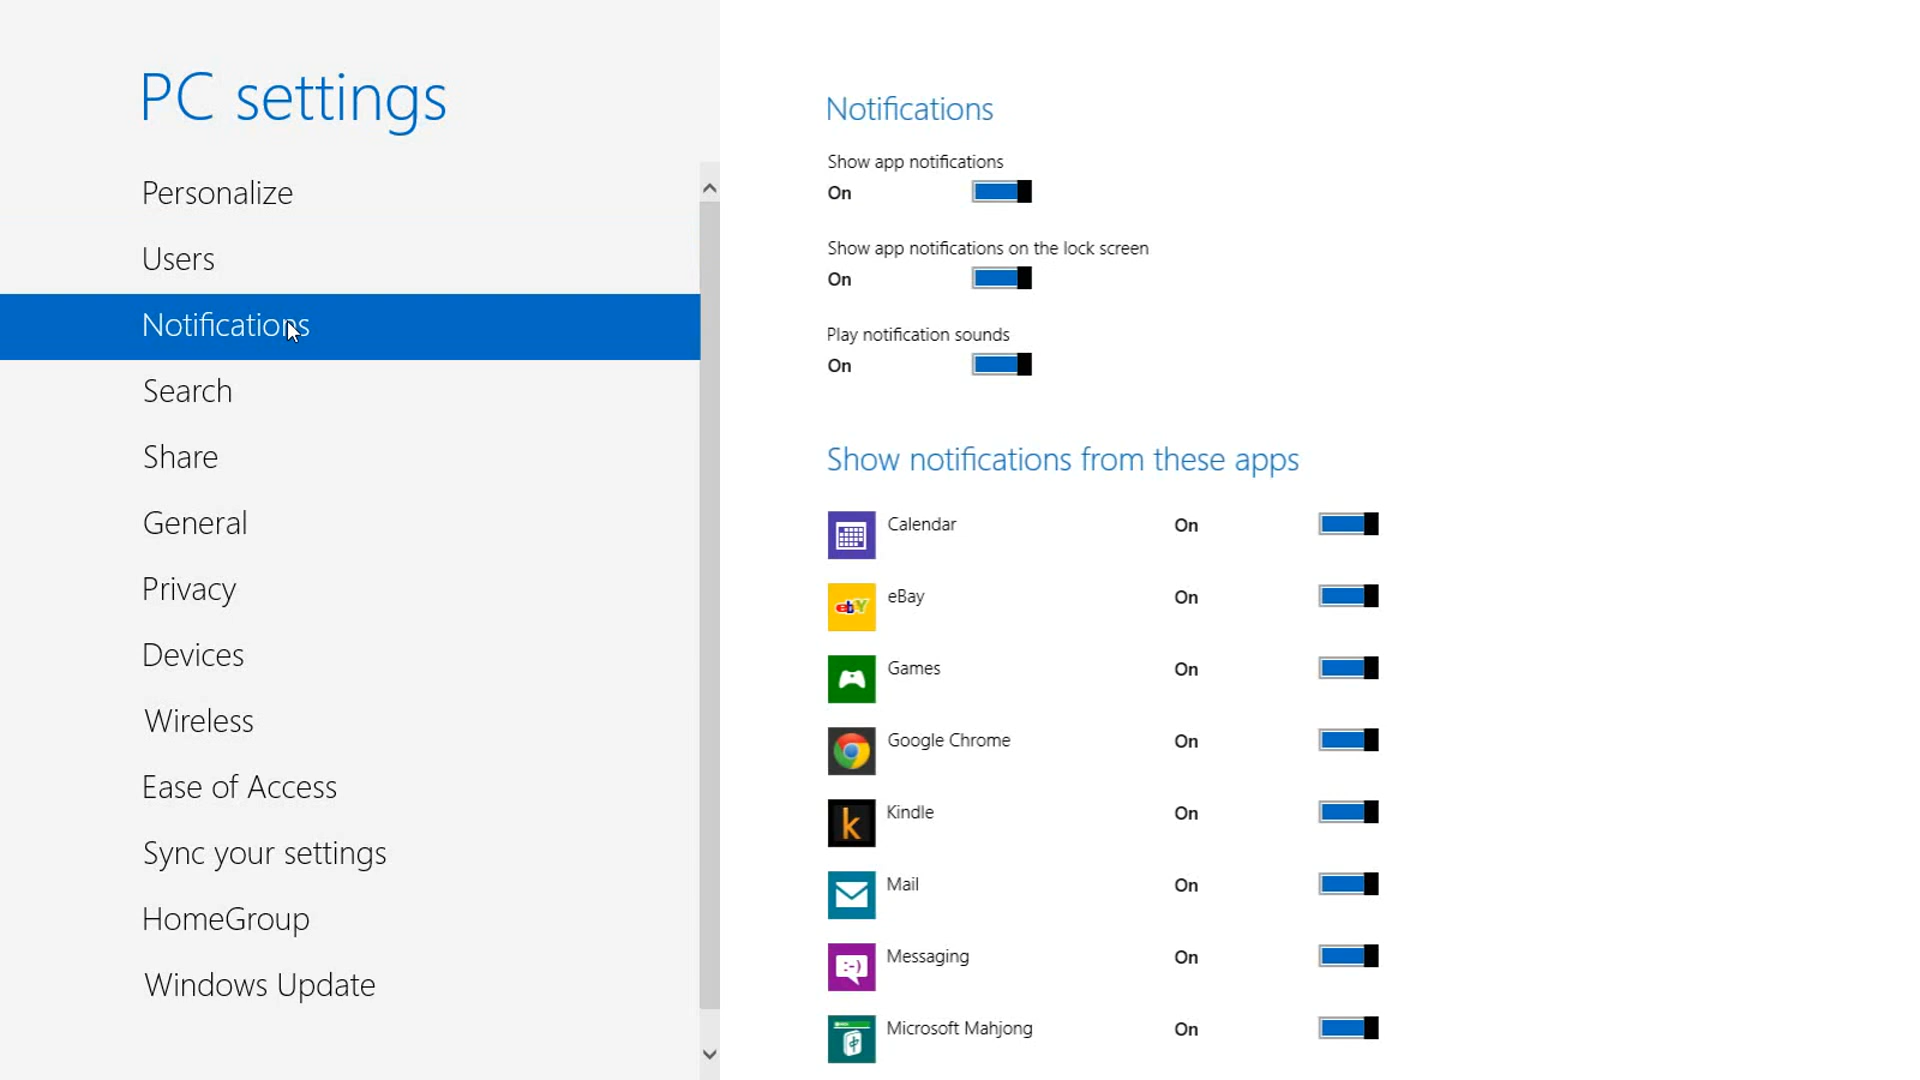 PC settings
Personalize
Users
Notifications
Search
Share
General
Privacy
Devices
Wireless
Ease of Access
Sync your settings
HomeGroup
Windows Update
Notifications
Show app notifications
On
Show app notifications on the lock screen
On
Play notification sounds
On
Show notifications from these apps
Calendar On
ebY eBay On
Games On
Google Chrome On
k Kindle On
Mail On
:-) Messaging On
Microsoft Mahjong On